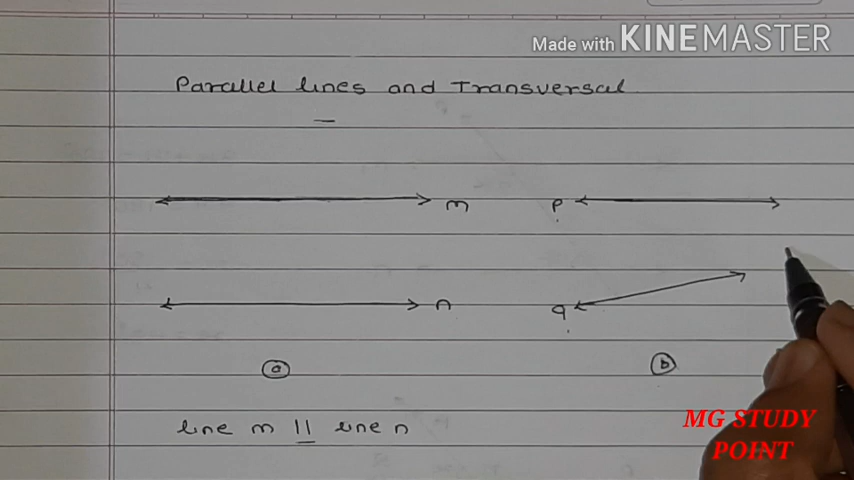 Made with KINEMASTER
Parallel lines and Transversal
m
p
n
q
a
b
line m || line n
MG STUDY
POINT